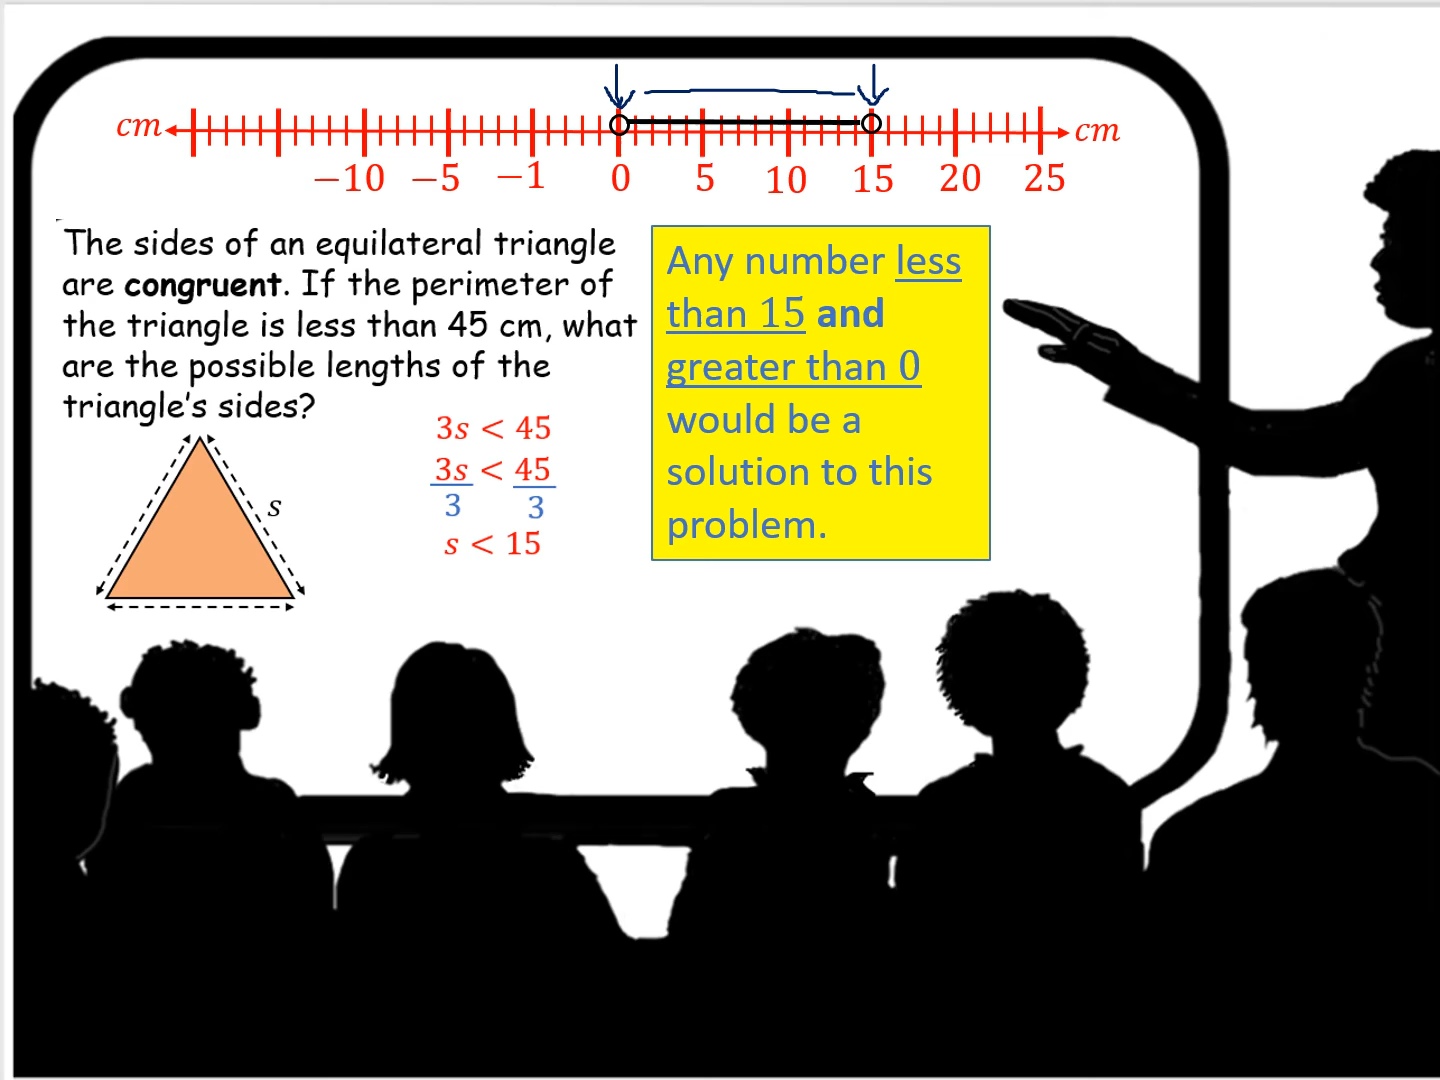 cm cm
−10 −5 −1 0 5 10 15 20 25
The sides of an equilateral triangle
are congruent. If the perimeter of
the triangle is less than 45 cm, what
are the possible lengths of the
triangle's sides?
s
3s < 45
3s < 45
3 3
s < 15
Any number less
than 15 and
greater than 0
would be a
solution to this
problem.